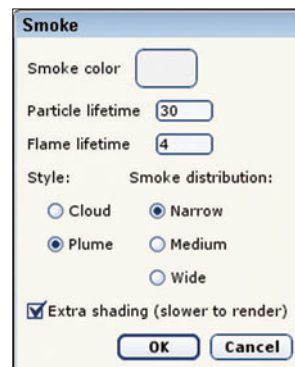 Smoke
Smoke color
Particle lifetime 30
Flame lifetime 4
Style: Smoke distribution:
Cloud Narrow
Plume Medium
Wide
Extra shading (slower to render)
OK Cancel